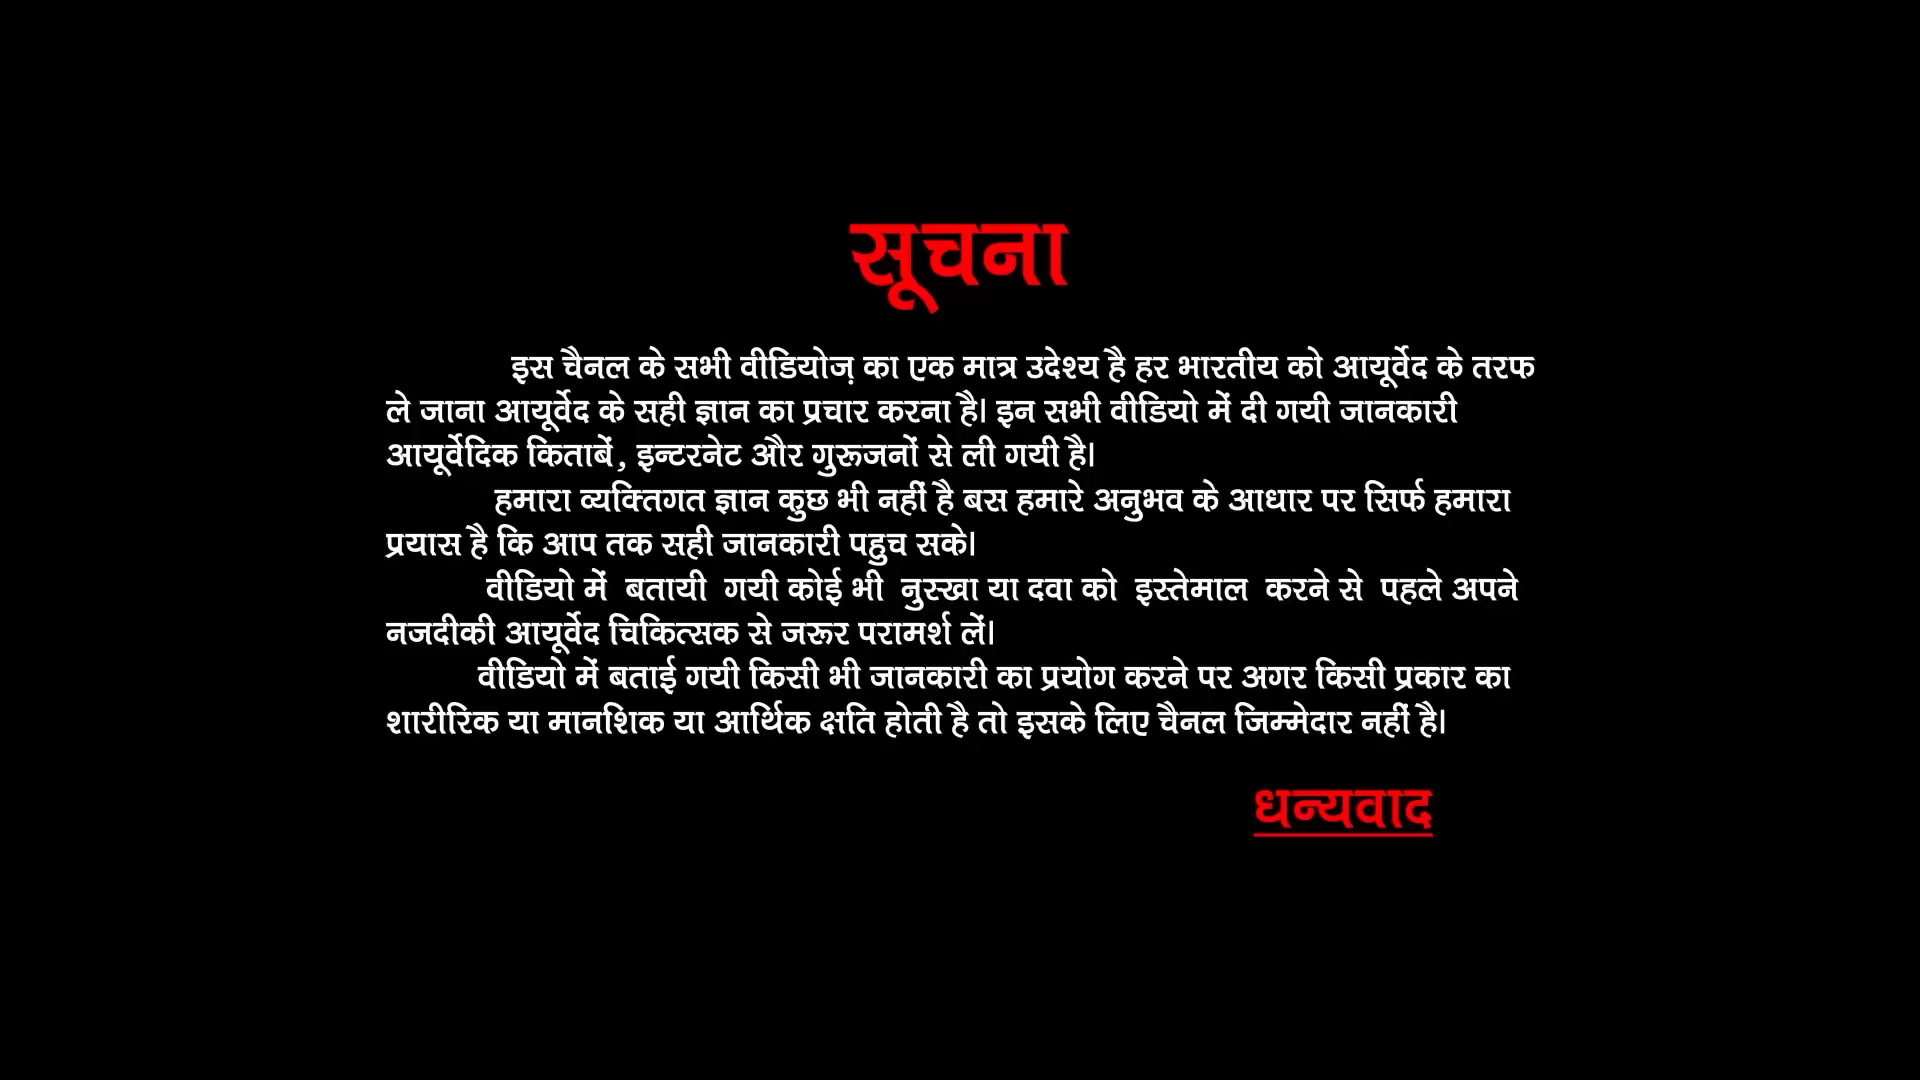 सूचना
इस चैनल के सभी वीडियोज़ का एक मात्र उदेश्य है हर भारतीय को आयूर्वेद के तरफ
ले जाना आयूर्वेद के सही ज्ञान का प्रचार करना है। इन सभी वीडियो में दी गयी जानकारी
आयूर्वेदिक किताबें, इन्टरनेट और गुरूजनों से ली गयी है।
हमारा व्यक्तिगत ज्ञान कुछ भी नहीं है बस हमारे अनुभव के आधार पर सिर्फ हमारा
प्रयास है कि आप तक सही जानकारी पहुच सके।
वीडियो में बतायी गयी कोई भी नुस्खा या दवा को इस्तेमाल करने से पहले अपने
नजदीकी आयूर्वेद चिकित्सक से जरूर परामर्श लें।
वीडियो में बताई गयी किसी भी जानकारी का प्रयोग करने पर अगर किसी प्रकार का
शारीरिक या मानशिक या आर्थिक क्षति होती है तो इसके लिए चैनल जिम्मेदार नहीं है।
धन्यवाद